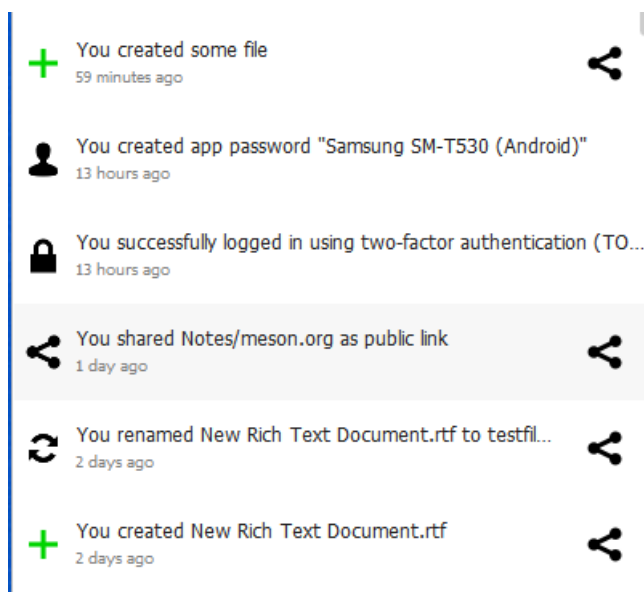 You created some file
59 minutes ago
You created app password "Samsung SM-T530 (Android)"
13 hours ago
You successfully logged in using two-factor authentication (TO...
13 hours ago
You shared Notes/meson.org as public link
1 day ago
You renamed New Rich Text Document.rtf to testfil...
2 days ago
You created New Rich Text Document.rtf
2 days ago